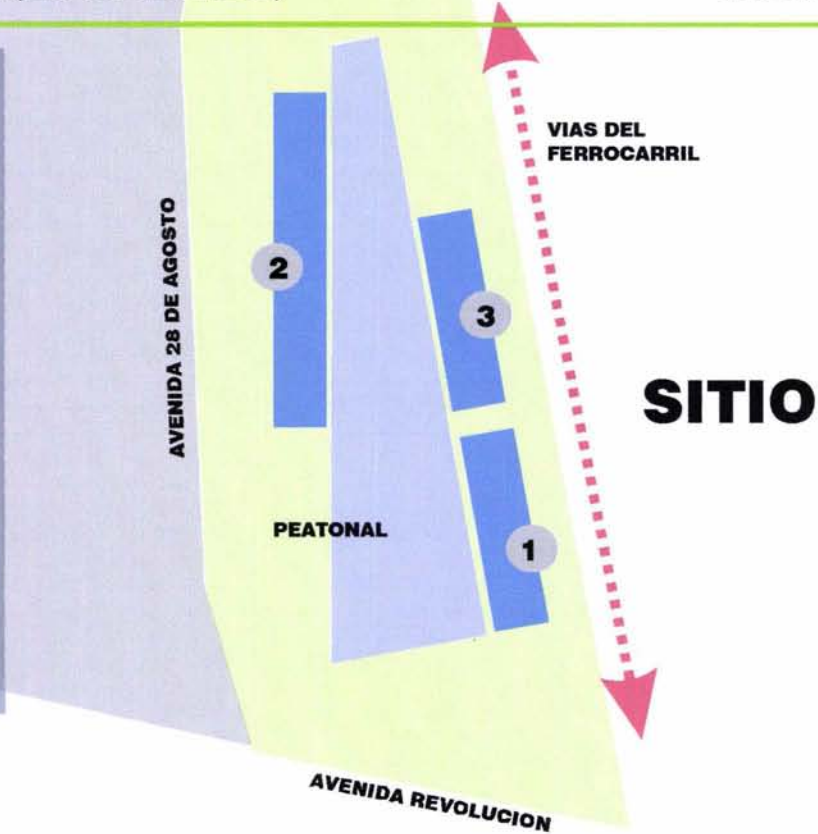 VIAS DEL
FERROCARRIL
AVENIDA 28 DE AGOSTO
2
3
SITIO
PEATONAL
1
AVENIDA REVOLUCION